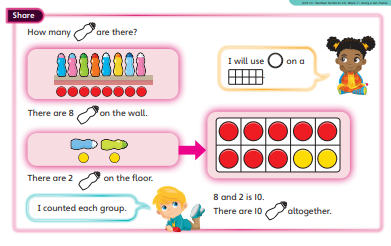 Share
How many are there?
I will use on a
There are 8 on the wall.
There are 2 on the floor.
I counted each group.
8 and 2 is 10.
There are 10 altogether.